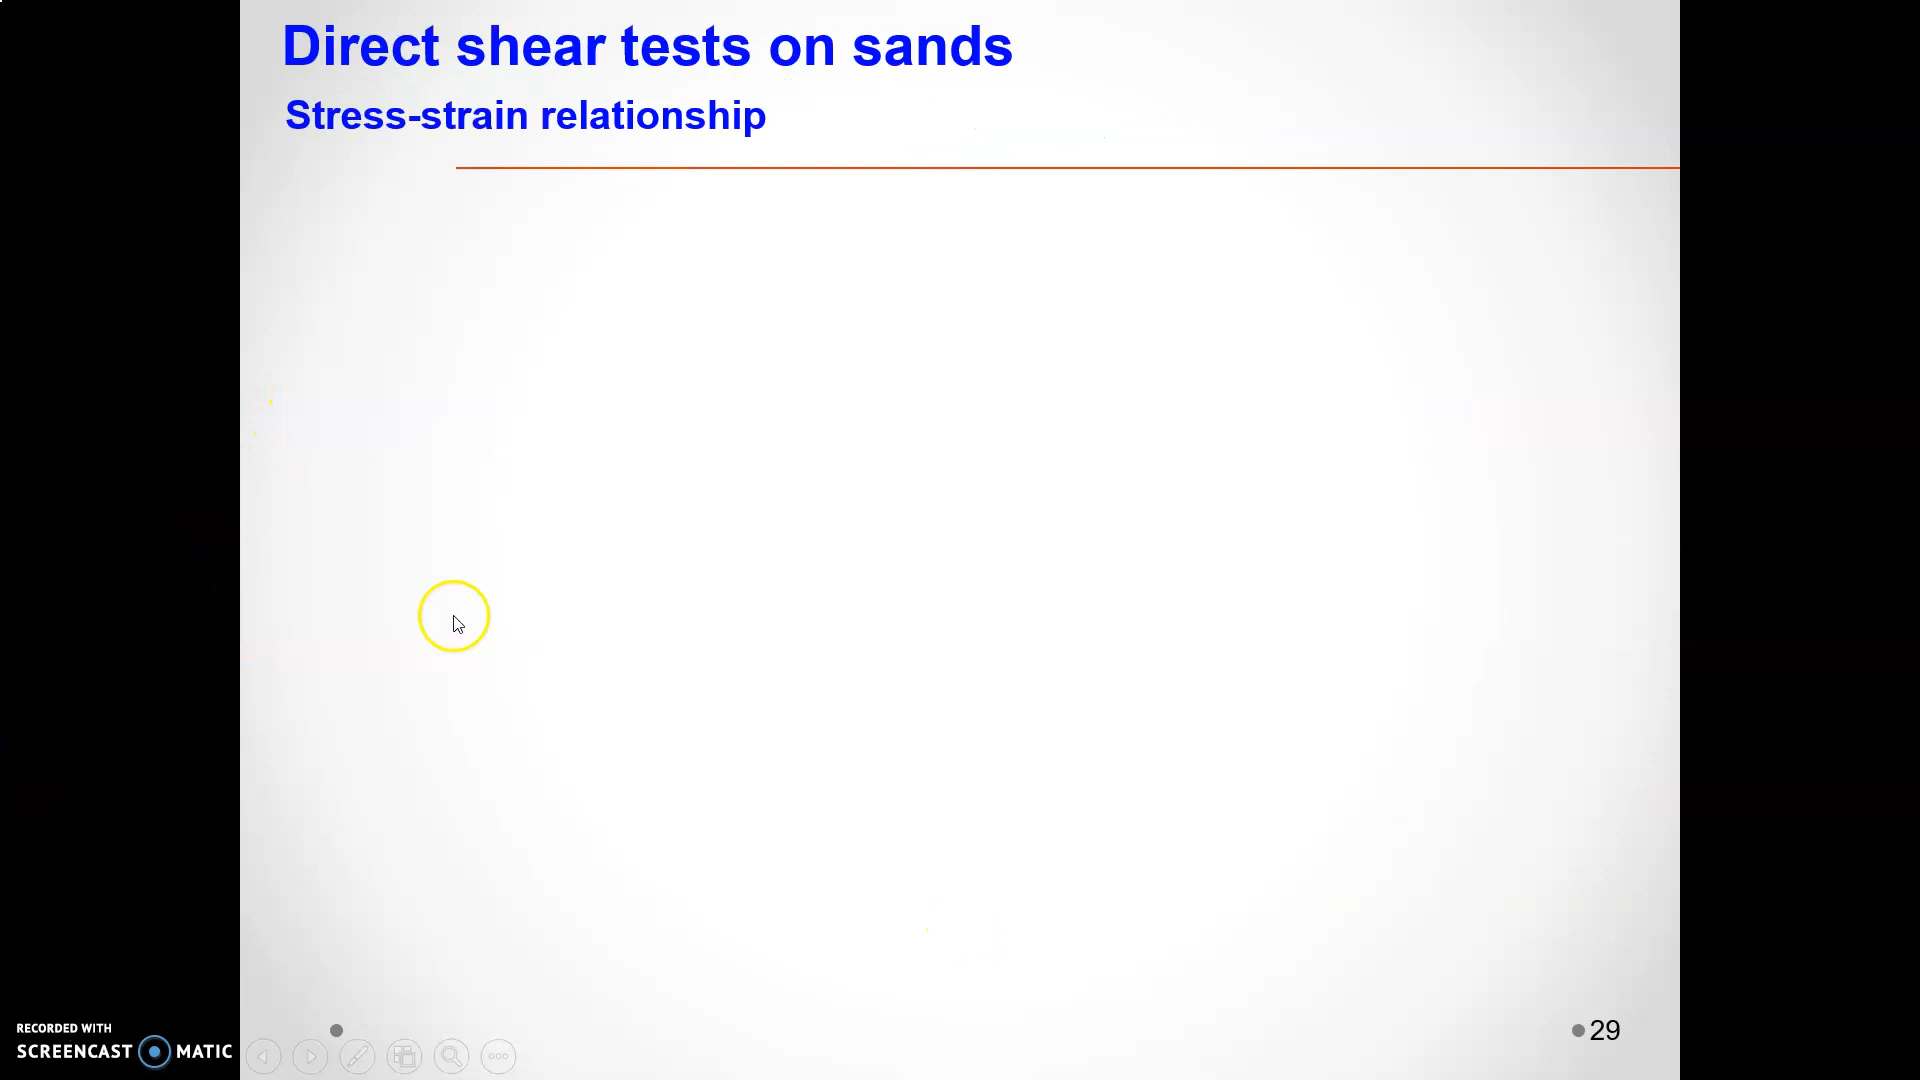 Direct shear tests on sands
Stress-strain relationship
29
RECORDED WITH
SCREENCAST MATIC